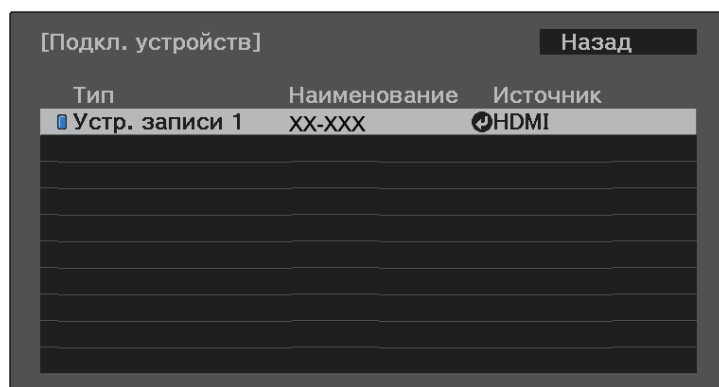 [Подкл. устройств] Назад
Тип Наименование Источник
Устр. записи 1 XX-XXX HDMI